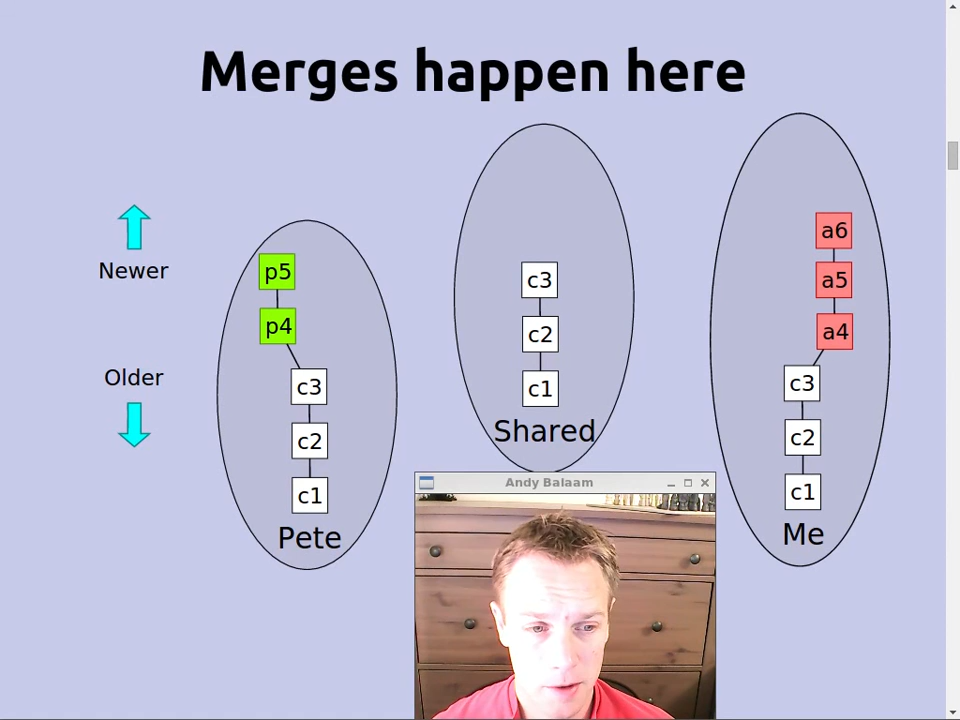 Merges happen here
Newer
Older
p5
p4
c3
c2
c1
Pete
c3
c2
c1
Shared
a6
a5
a4
c3
c2
c1
Me
Andy Balaam